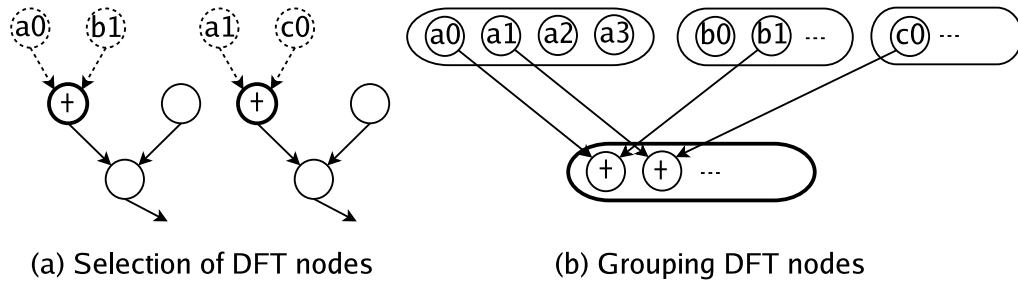 a0 b1 a1 c0 a0 a1 a2 a3 b0 b1 ... c0 ...
+ +
+ + ...
(a) Selection of DFT nodes
(b) Grouping DFT nodes